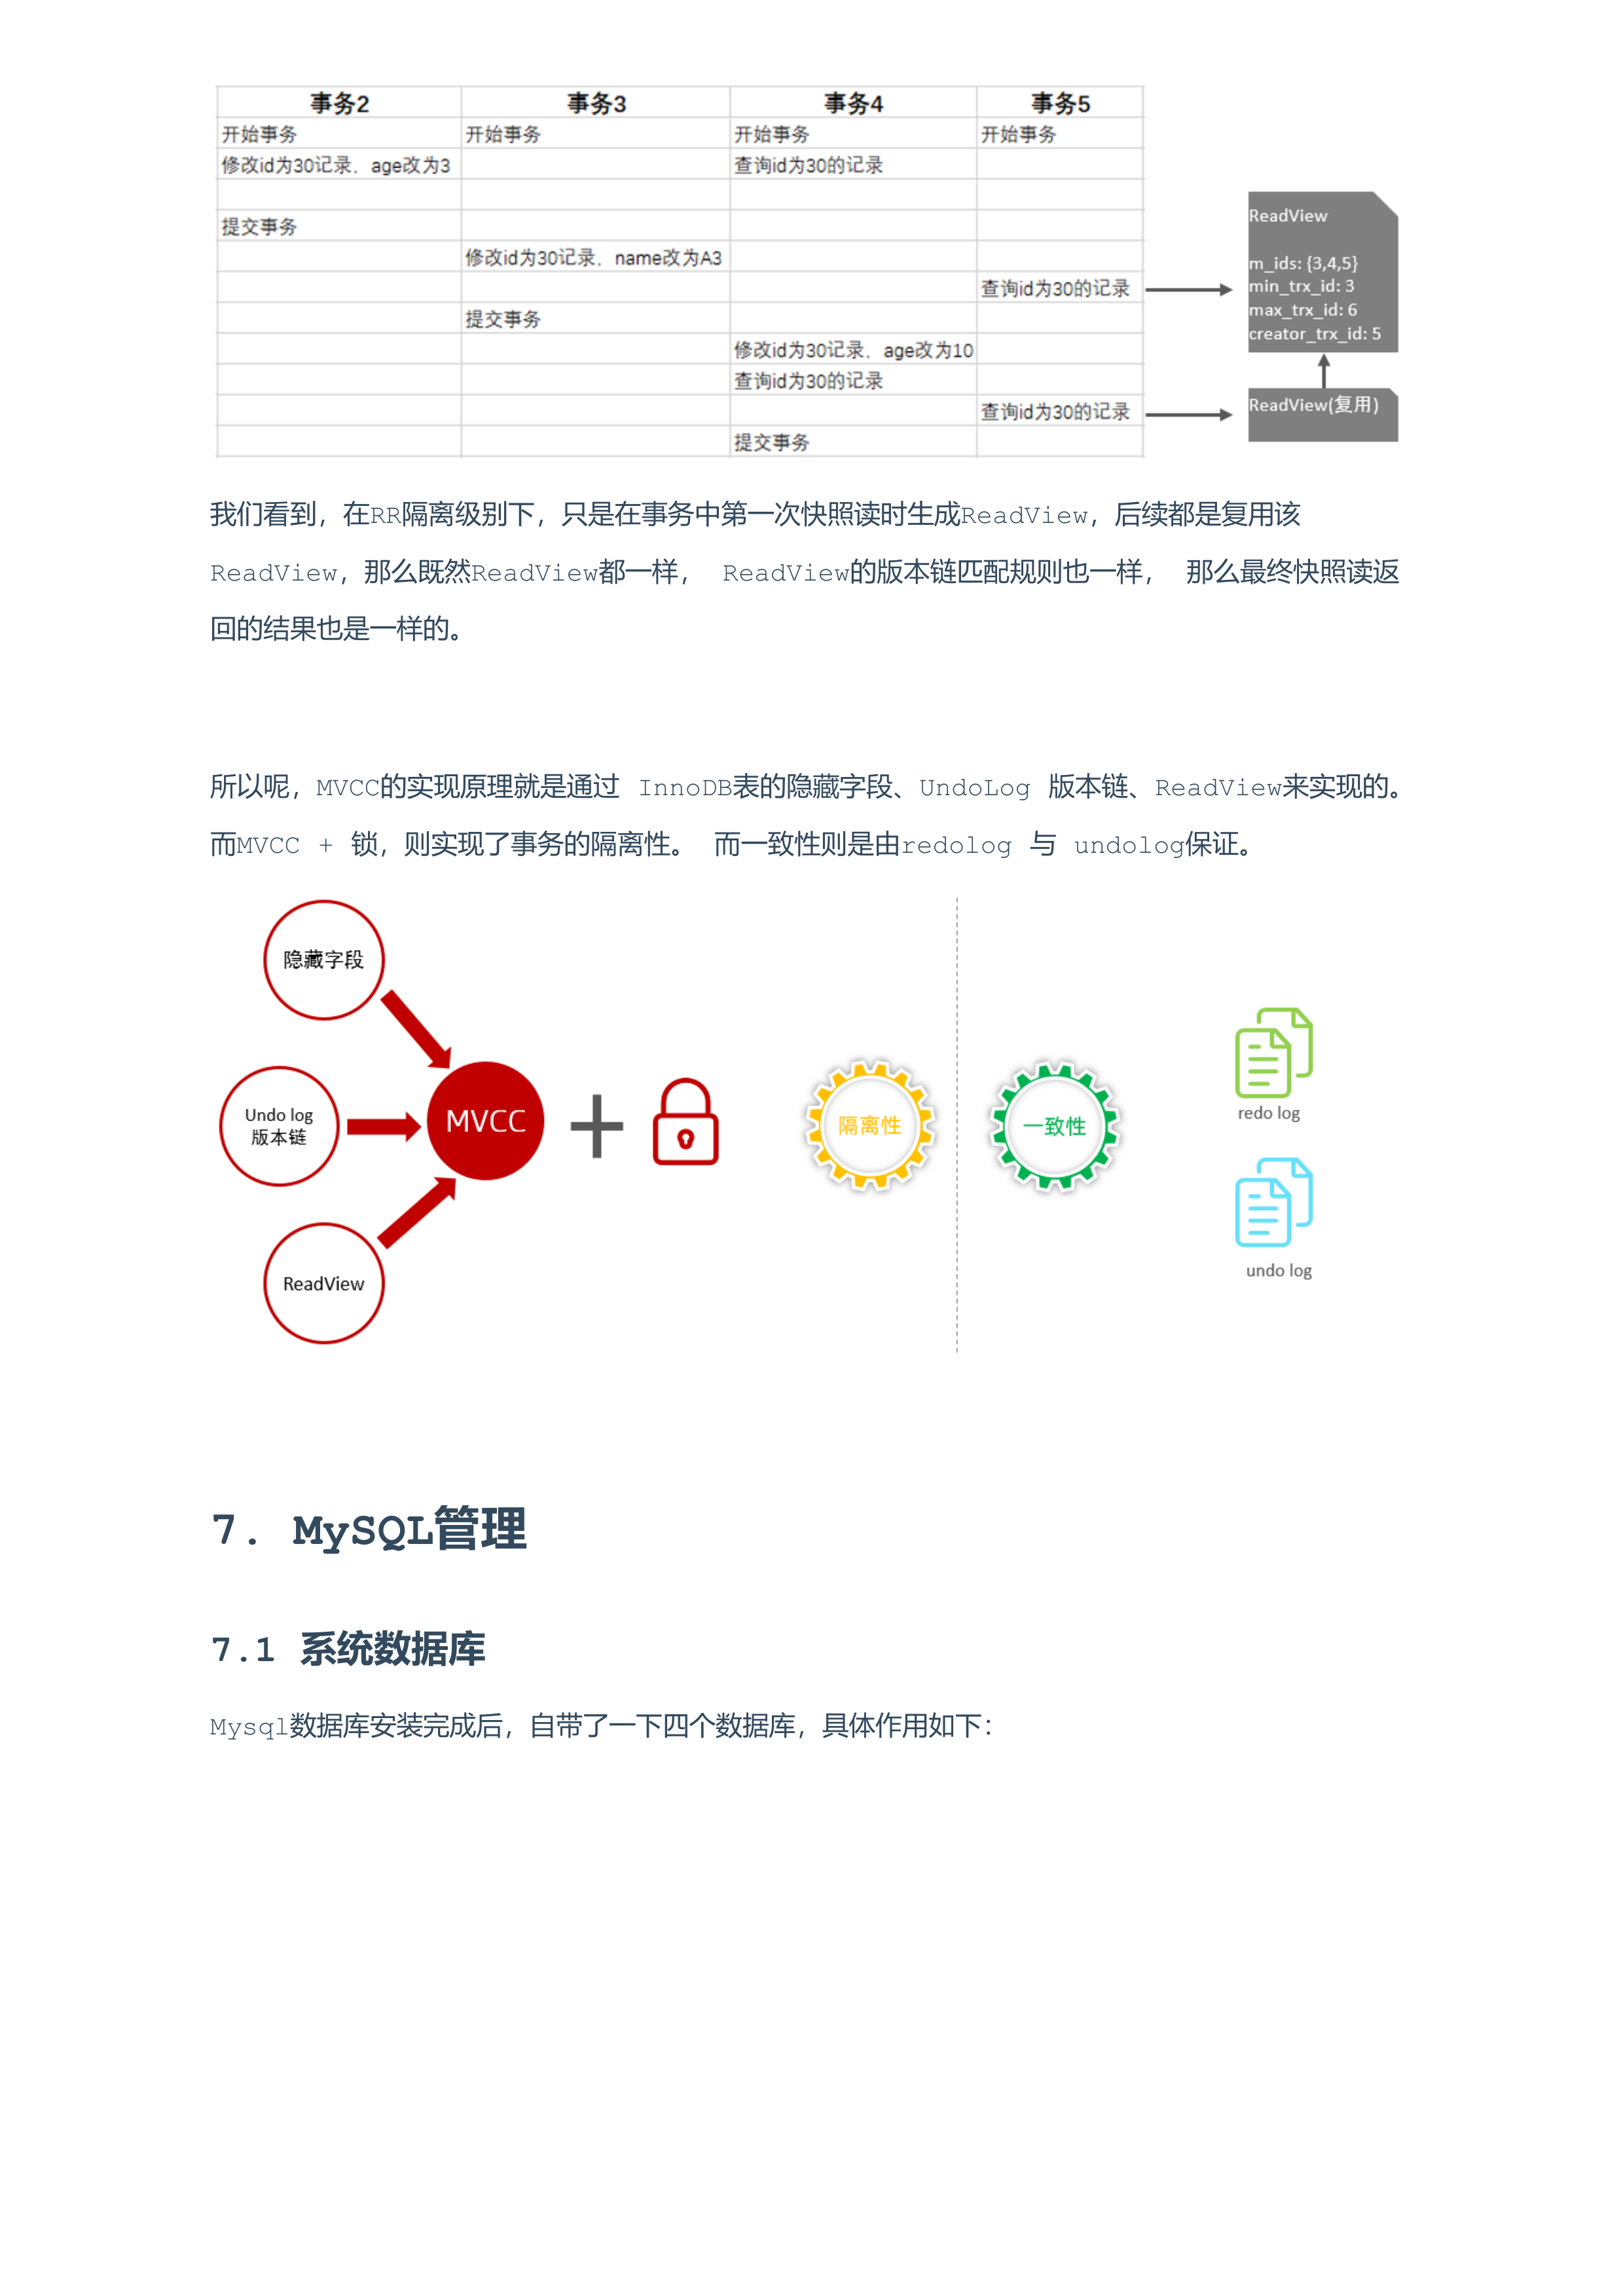 事务2 事务3 事务4 事务5
开始事务 开始事务 开始事务 开始事务
修改id为30记录，age改为3 查询id为30的记录
提交事务
修改id为30记录，name改为A3
查询id为30的记录
提交事务
修改id为30记录，age改为10
查询id为30的记录
查询id为30的记录
提交事务
ReadView
m_ids: {3,4,5}
min_trx_id: 3
max_trx_id: 6
creator_trx_id: 5
ReadView(复用)
我们看到，在RR隔离级别下，只是在事务中第一次快照读时生成ReadView，后续都是复用该
ReadView，那么既然ReadView都一样， ReadView的版本链匹配规则也一样， 那么最终快照读返
回的结果也是一样的。
所以呢，MVCC的实现原理就是通过 InnoDB表的隐藏字段、UndoLog 版本链、ReadView来实现的。
而MVCC + 锁，则实现了事务的隔离性。 而一致性则是由redolog 与 undolog保证。
隐藏字段
Undo log
版本链
ReadView
MVCC
隔离性
一致性
redo log
undo log
7. MySQL管理
7.1 系统数据库
Mysql数据库安装完成后，自带了一下四个数据库，具体作用如下：